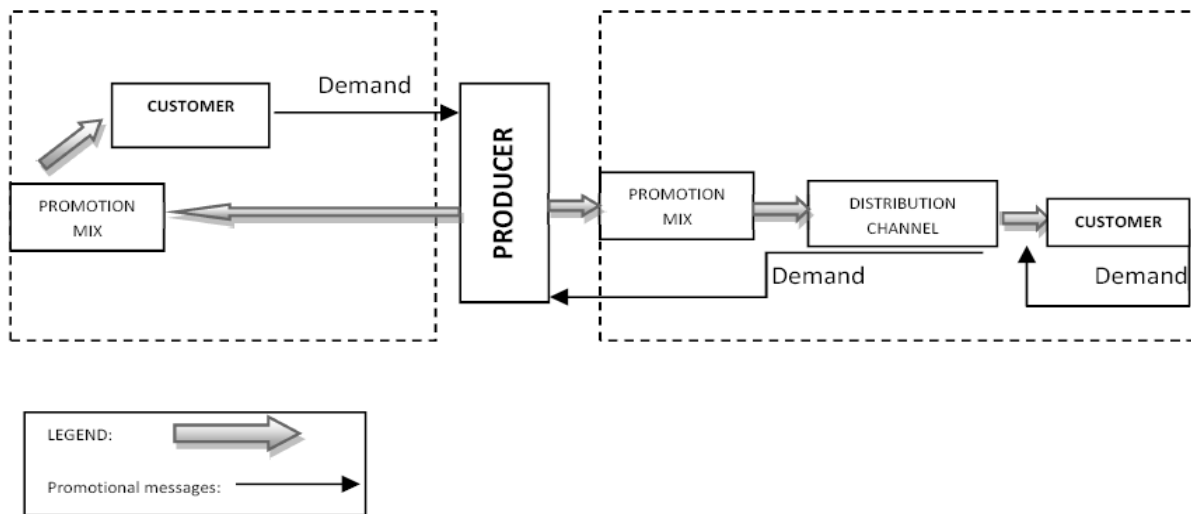 CUSTOMER
Demand
PROMOTION
MIX
PRODUCER
PROMOTION
MIX
DISTRIBUTION
CHANNEL
CUSTOMER
Demand
Demand
LEGEND:
Promotional messages: